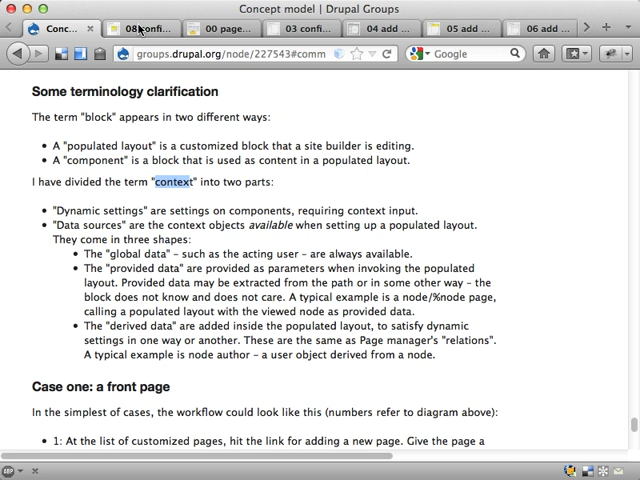 Concept model | Drupal Groups
Conc...
08 confi...
00 page...
03 confi...
04 add ...
05 add ...
06 add ...
groups.drupal.org/node/227543#comm
Google
Some terminology clarification
The term "block" appears in two different ways:
A "populated layout" is a customized block that a site builder is editing.
A "component" is a block that is used as content in a populated layout.
I have divided the term "context" into two parts:
"Dynamic settings" are settings on components, requiring context input.
"Data sources" are the context objects available when setting up a populated layout.
They come in three shapes:
The "global data" – such as the acting user – are always available.
The "provided data" are provided as parameters when invoking the populated
layout. Provided data may be extracted from the path or in some other way – the
block does not know and does not care. A typical example is a node/%node page,
calling a populated layout with the viewed node as provided data.
The "derived data" are added inside the populated layout, to satisfy dynamic
settings in one way or another. These are the same as Page manager's "relations".
A typical example is node author – a user object derived from a node.
Case one: a front page
In the simplest of cases, the workflow could look like this (numbers refer to diagram above):
1: At the list of customized pages, hit the link for adding a new page. Give the page a
ABP